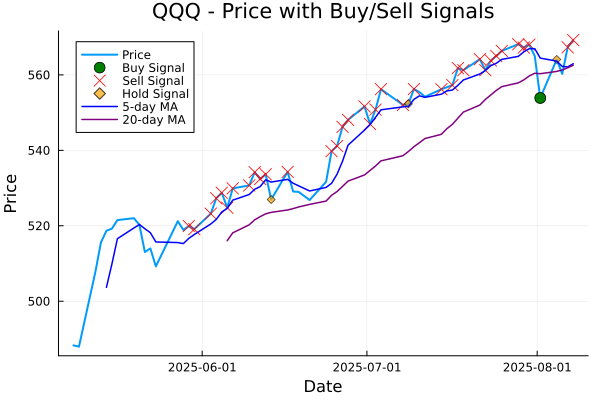 QQQ - Price with Buy/Sell Signals
Price
Buy Signal
Sell Signal
Hold Signal
5-day MA
20-day MA
560
540
520
500
Price
2025-06-01
2025-07-01
2025-08-01
Date